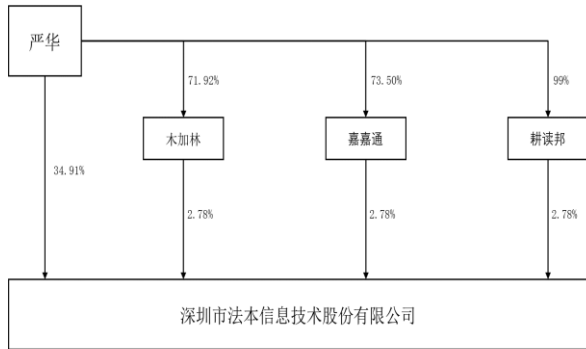 严华
71.92%
73.50%
99%
木加林
嘉嘉通
耕读邦
34.91%
2.78%
2.78%
2.78%
深圳市法本信息技术股份有限公司